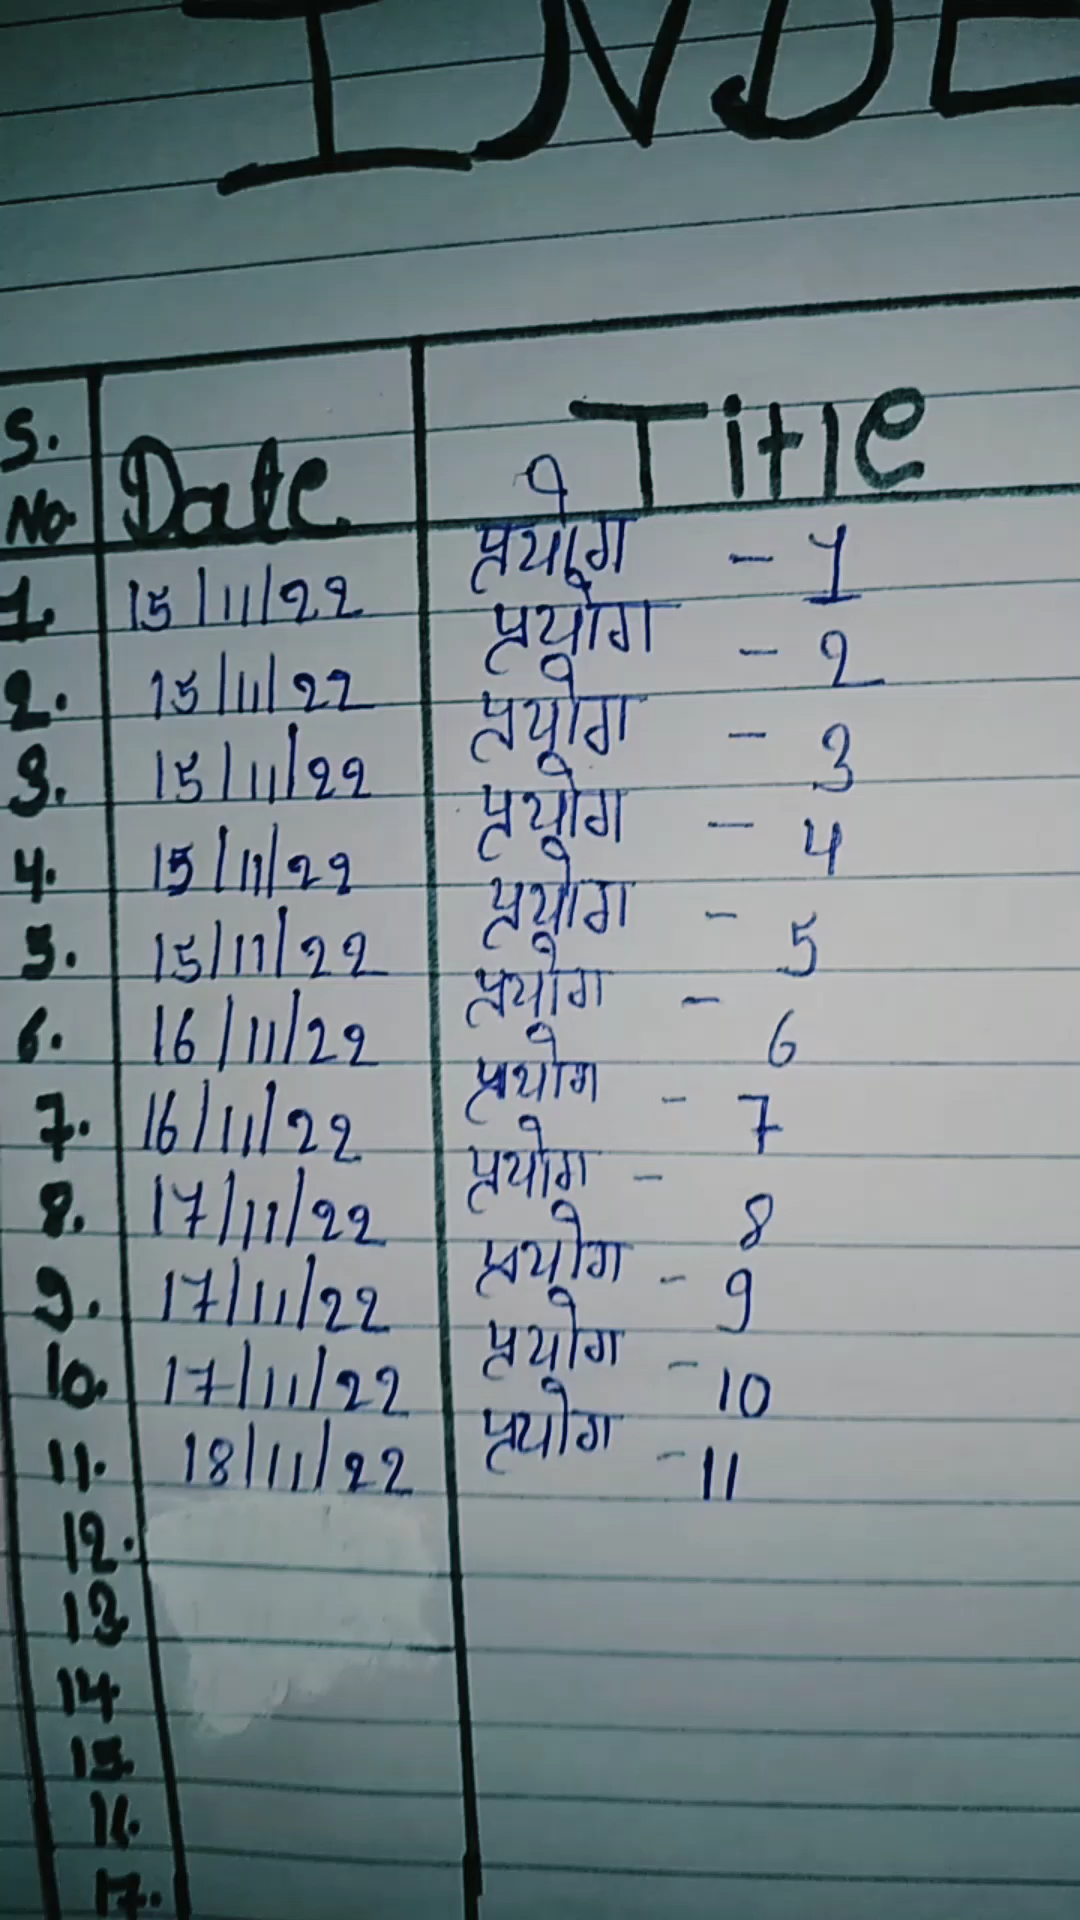 INDE
S. No Date Title
1. 15/11/22 प्रयोग - 1
2. 15/11/22 प्रयोग - 2
3. 15/11/22 प्रयोग - 3
4. 15/11/22 प्रयोग - 4
5. 15/11/22 प्रयोग - 5
6. 16/11/22 प्रयोग - 6
7. 16/11/22 प्रयोग - 7
8. 17/11/22 प्रयोग - 8
9. 17/11/22 प्रयोग - 9
10. 17/11/22 प्रयोग - 10
11. 18/11/22 प्रयोग - 11
12.
13
14
15.
16.
17.